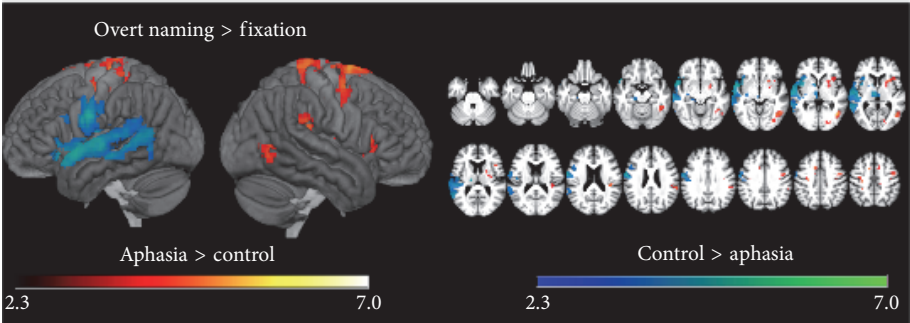 Overt naming > fixation
Aphasia > control
2.3
7.0
Control > aphasia
2.3
7.0